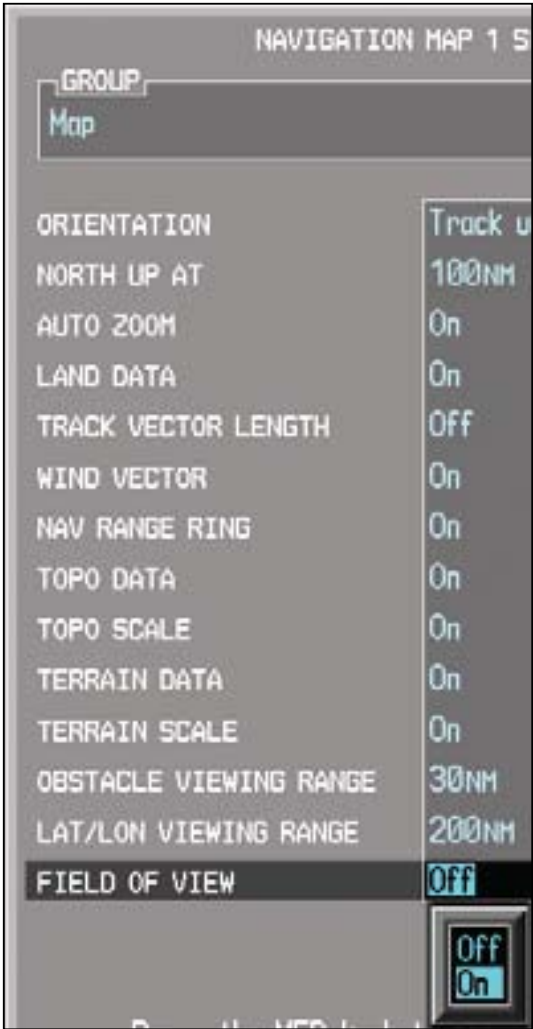 NAVIGATION MAP 1 S
GROUP
Map
ORIENTATION Track u
NORTH UP AT 100NM
AUTO ZOOM On
LAND DATA On
TRACK VECTOR LENGTH Off
WIND VECTOR On
NAV RANGE RING On
TOPO DATA On
TOPO SCALE On
TERRAIN DATA On
TERRAIN SCALE On
OBSTACLE VIEWING RANGE 30NM
LAT/LON VIEWING RANGE 200NM
FIELD OF VIEW Off
Off
On